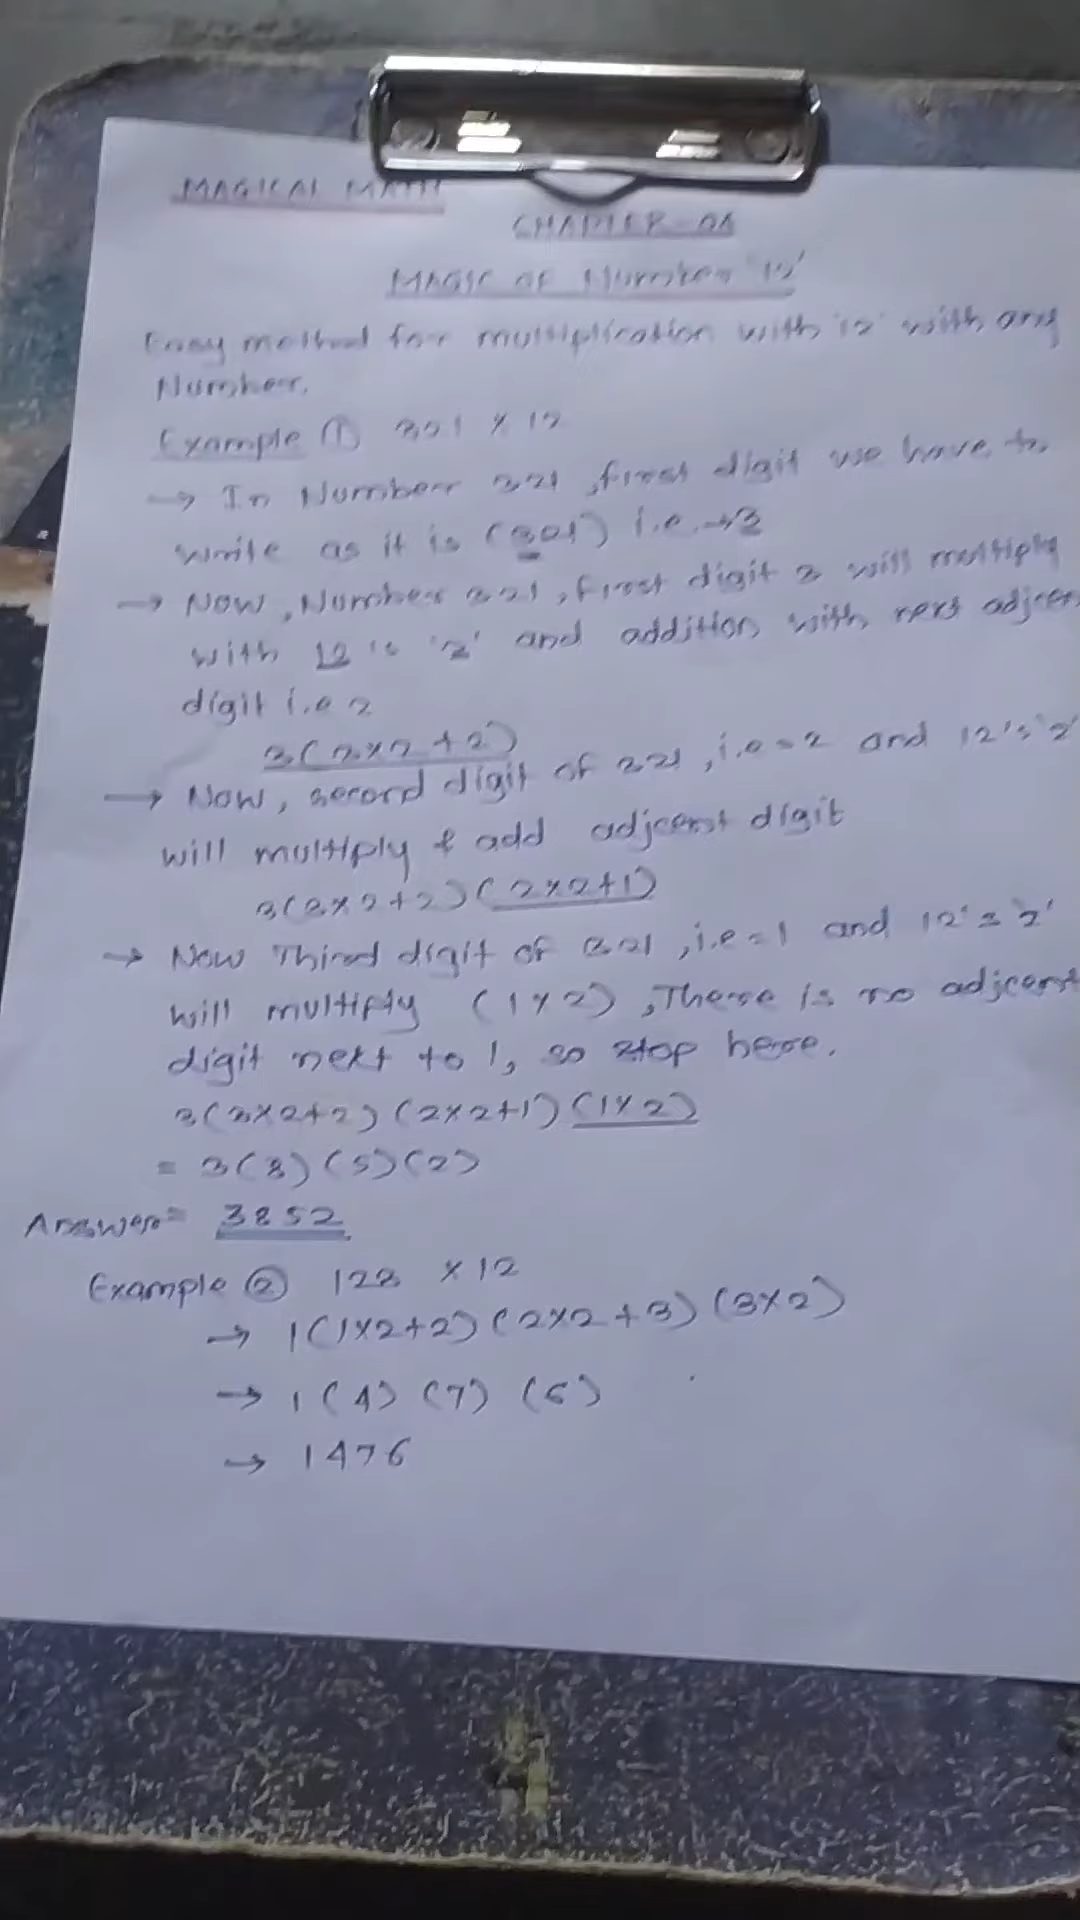 MAGICAL MATH
CHAPTER-04
MAGIC OF Number '12'
Easy method for multiplication with '12' with any
Number.
Example ① 321 × 12
→ In Number 321, first digit we have to
write as it is (321) i.e. → 3
→ Now, Number 321, first digit 3 will multiply
with 12's '2' and addition with next adjcen
digit i.e 2
3(3×2+2)
→ Now, second digit of 321, i.e = 2 and 12's '2'
will multiply & add adjcent digit
3(3×2+2)(2×2+1)
→ Now Third digit of 321, i.e = 1 and 12's '2'
will multiply (1×2), There is no adjcent
digit next to 1, so stop here.
3(3×2+2)(2×2+1)(1×2)
= 3(8)(5)(2)
Answer = 3852
Example ② 123 × 12
→ 1(1×2+2)(2×2+3)(3×2)
→ 1(4)(7)(6)
→ 1476